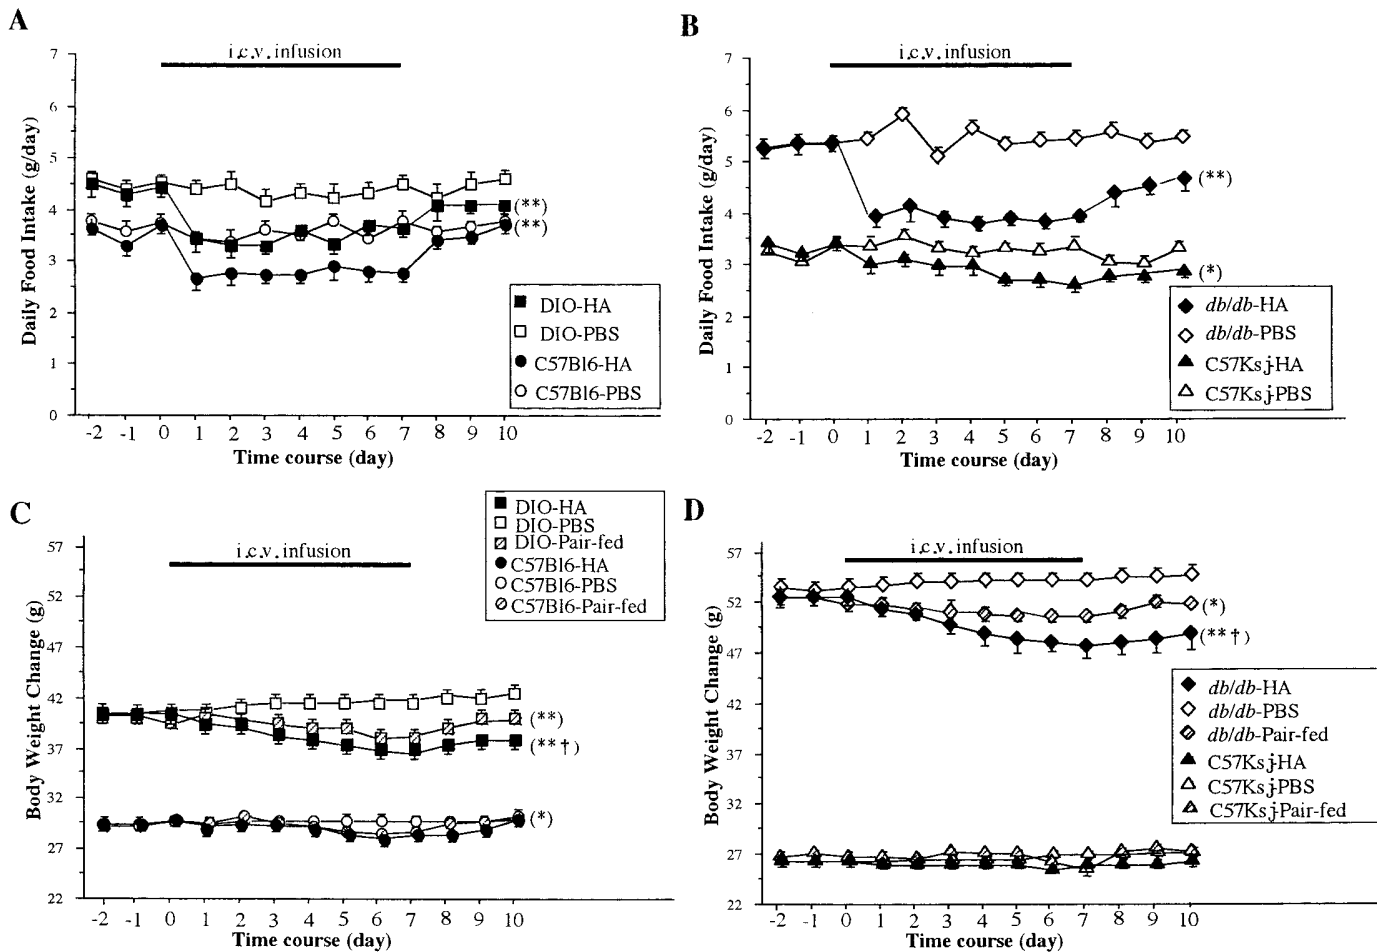 A
i.c.v. infusion
7
6
5
4
3
2
1
0
Daily Food Intake (g/day)
(**)
(**)
DIO-HA
DIO-PBS
C57Bl6-HA
C57Bl6-PBS
-2 -1 0 1 2 3 4 5 6 7 8 9 10
Time course (day)
B
i.c.v. infusion
7
6
5
4
3
2
1
0
Daily Food Intake (g/day)
(**)
(*)
db/db-HA
db/db-PBS
C57Ksj-HA
C57Ksj-PBS
-2 -1 0 1 2 3 4 5 6 7 8 9 10
Time course (day)
C
DIO-HA
DIO-PBS
DIO-Pair-fed
C57Bl6-HA
C57Bl6-PBS
C57Bl6-Pair-fed
i.c.v. infusion
57
52
47
42
37
31
27
22
Body Weight Change (g)
(**)
(**†)
(*)
-2 -1 0 1 2 3 4 5 6 7 8 9 10
Time course (day)
D
i.c.v. infusion
57
52
47
42
37
32
27
22
Body Weight Change (g)
(*)
(**†)
db/db-HA
db/db-PBS
db/db-Pair-fed
C57Ksj-HA
C57Ksj-PBS
C57Ksj-Pair-fed
-2 -1 0 1 2 3 4 5 6 7 8 9 10
Time course (day)